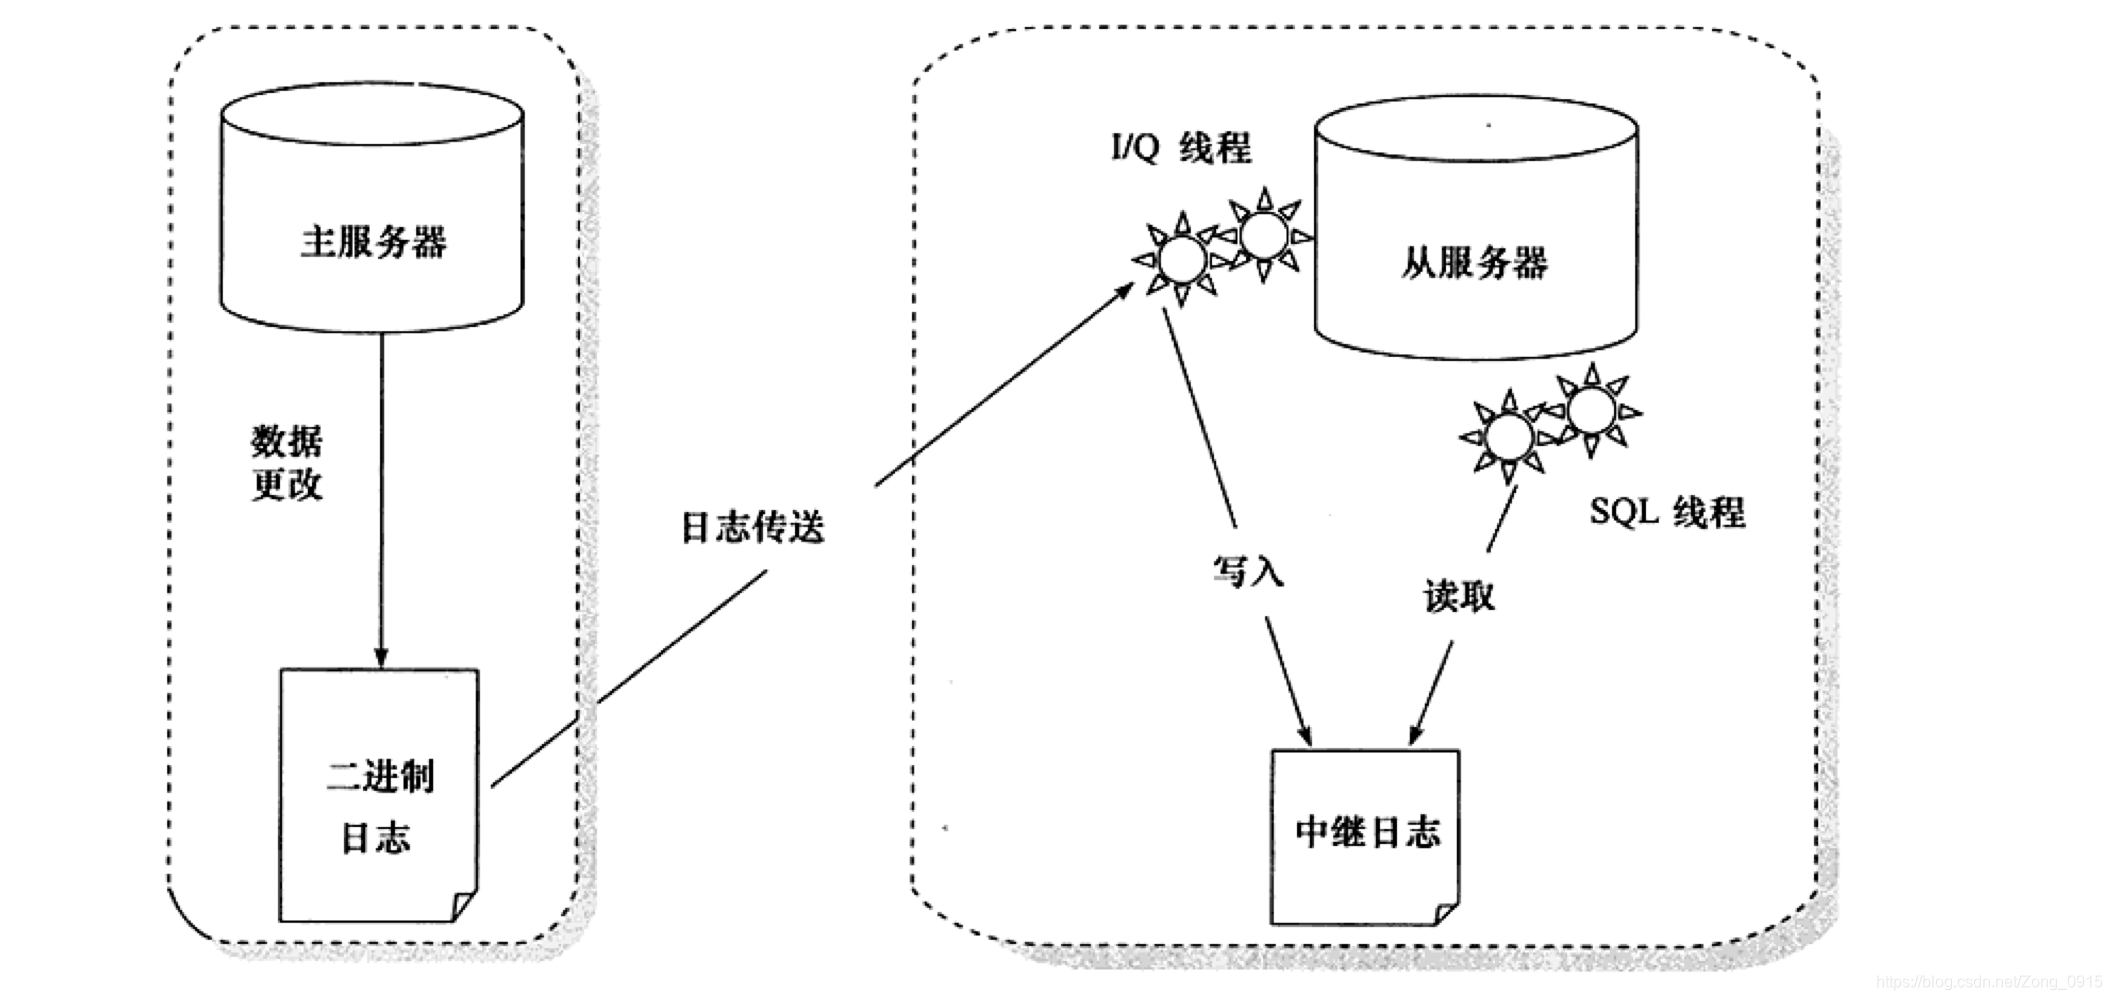 主服务器
数据
更改
二进制
日志
日志传送
I/Q 线程
从服务器
SQL 线程
写入
读取
中继日志
https://blog.csdn.net/Zong_0915